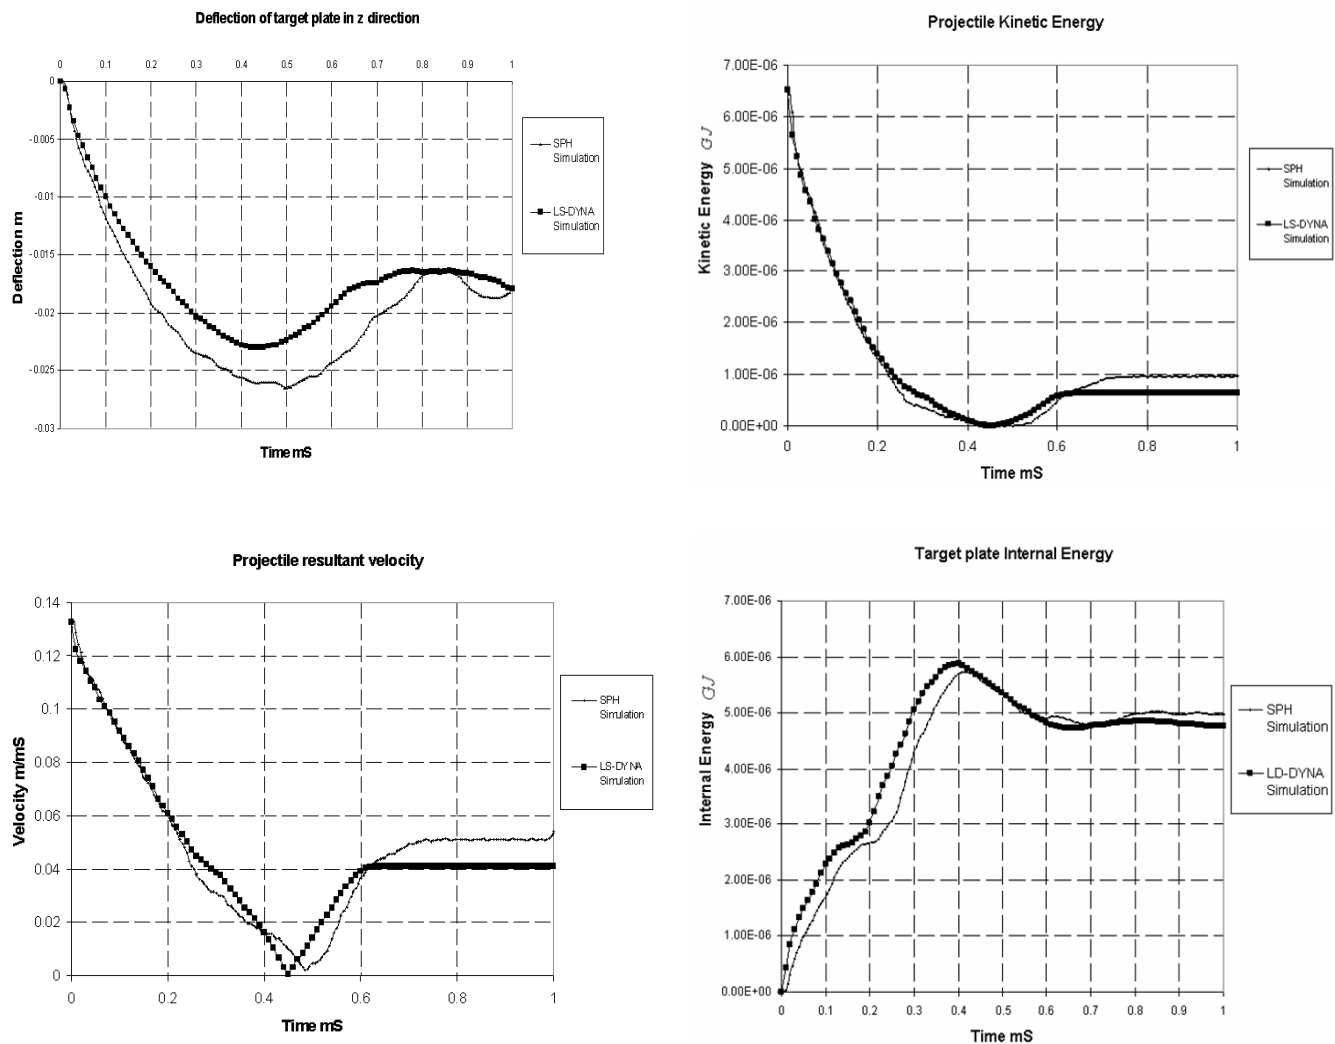 Deflection of target plate in z direction
0 0.1 0.2 0.3 0.4 0.5 0.6 0.7 0.8 0.9 1
0
-0.005
-0.01
-0.015
-0.02
-0.025
-0.03
Deflection m
Time mS
SPH
Simulation
LS-DYNA
Simulation
Projectile Kinetic Energy
7.00E-06
6.00E-06
5.00E-06
4.00E-06
3.00E-06
2.00E-06
1.00E-06
0.00E+00
Kinetic Energy GJ
0 0.2 0.4 0.6 0.8 1
Time mS
SPH
Simulation
LS-DYNA
Simulation
Projectile resultant velocity
0.14
0.12
0.1
0.08
0.06
0.04
0.02
0
Velocity m/mS
0 0.2 0.4 0.6 0.8 1
Time mS
SPH
Simulation
LS-DYNA
Simulation
Target plate Internal Energy
7.00E-06
6.00E-06
5.00E-06
4.00E-06
3.00E-06
2.00E-06
1.00E-06
0.00E+00
Internal Energy GJ
0 0.1 0.2 0.3 0.4 0.5 0.6 0.7 0.8 0.9 1
Time mS
SPH
Simulation
LD-DYNA
Simulation